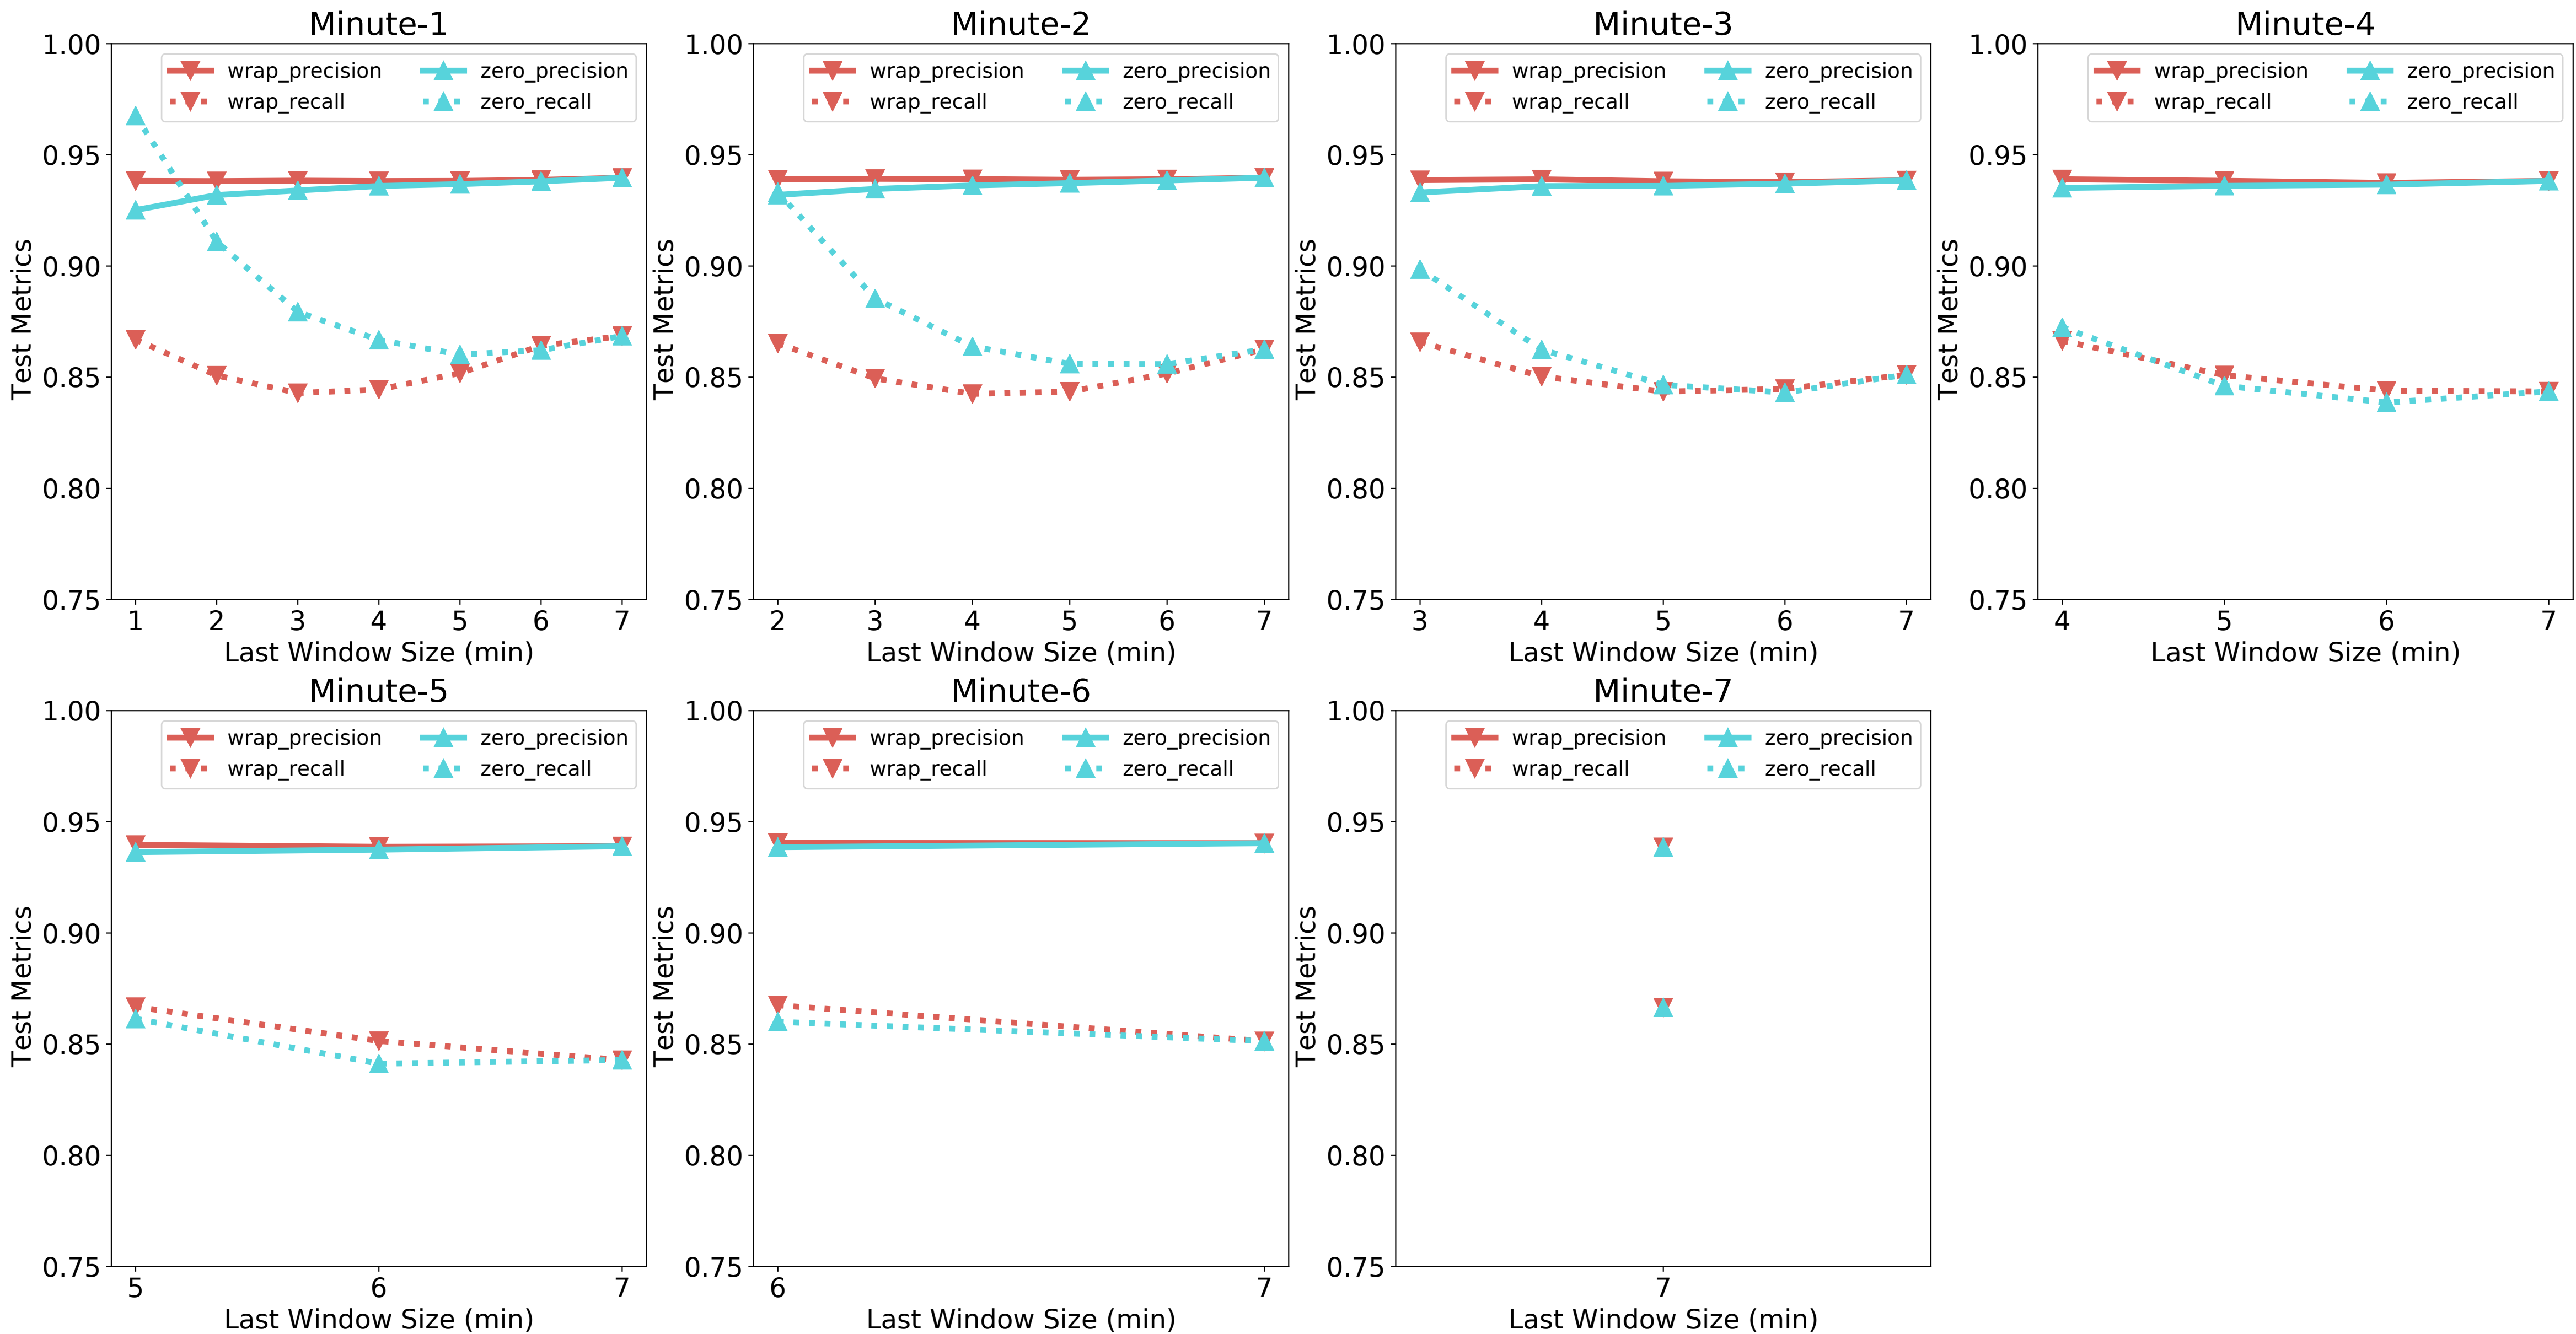 Minute-1
Test Metrics
1.00
0.95
0.90
0.85
0.80
0.75
wrap_precision zero_precision
wrap_recall zero_recall
1 2 3 4 5 6 7
Last Window Size (min)
Minute-2
Test Metrics
1.00
0.95
0.90
0.85
0.80
0.75
wrap_precision zero_precision
wrap_recall zero_recall
2 3 4 5 6 7
Last Window Size (min)
Minute-3
Test Metrics
1.00
0.95
0.90
0.85
0.80
0.75
wrap_precision zero_precision
wrap_recall zero_recall
3 4 5 6 7
Last Window Size (min)
Minute-4
Test Metrics
1.00
0.95
0.90
0.85
0.80
0.75
wrap_precision zero_precision
wrap_recall zero_recall
4 5 6 7
Last Window Size (min)
Minute-5
Test Metrics
1.00
0.95
0.90
0.85
0.80
0.75
wrap_precision zero_precision
wrap_recall zero_recall
5 6 7
Last Window Size (min)
Minute-6
Test Metrics
1.00
0.95
0.90
0.85
0.80
0.75
wrap_precision zero_precision
wrap_recall zero_recall
6 7
Last Window Size (min)
Minute-7
Test Metrics
1.00
0.95
0.90
0.85
0.80
0.75
wrap_precision zero_precision
wrap_recall zero_recall
7
Last Window Size (min)